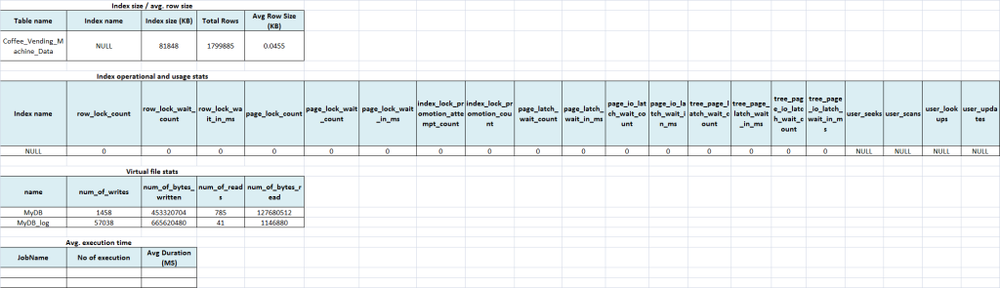 Index size / avg. row size
Table name Index name Index size (KB) Total Rows Avg Row Size (KB)
Coffee_Vending_Machine_Data NULL 81848 1799885 0.0455
Index operational and usage stats
Index name row_lock_count row_lock_wait_count row_lock_wait_in_ms page_lock_count page_lock_wait_count page_lock_wait_in_ms index_lock_promotion_attempt_count index_lock_promotion_count page_latch_wait_count page_latch_wait_in_ms page_io_latch_wait_count page_io_latch_wait_in_ms tree_page_latch_wait_count tree_page_latch_wait_in_ms tree_page_io_latch_wait_count tree_page_io_latch_wait_in_ms user_seeks user_scans user_lookups user_updates
NULL 0 0 0 0 0 0 0 0 0 0 0 0 0 0 0 0 NULL NULL NULL NULL
Virtual file stats
name num_of_writes num_of_bytes_written num_of_reads num_of_bytes_read
MyDB 1458 453320704 785 127680512
MyDB_log 57038 665620480 41 1146880
Avg. execution time
JobName No of execution Avg Duration (MS)